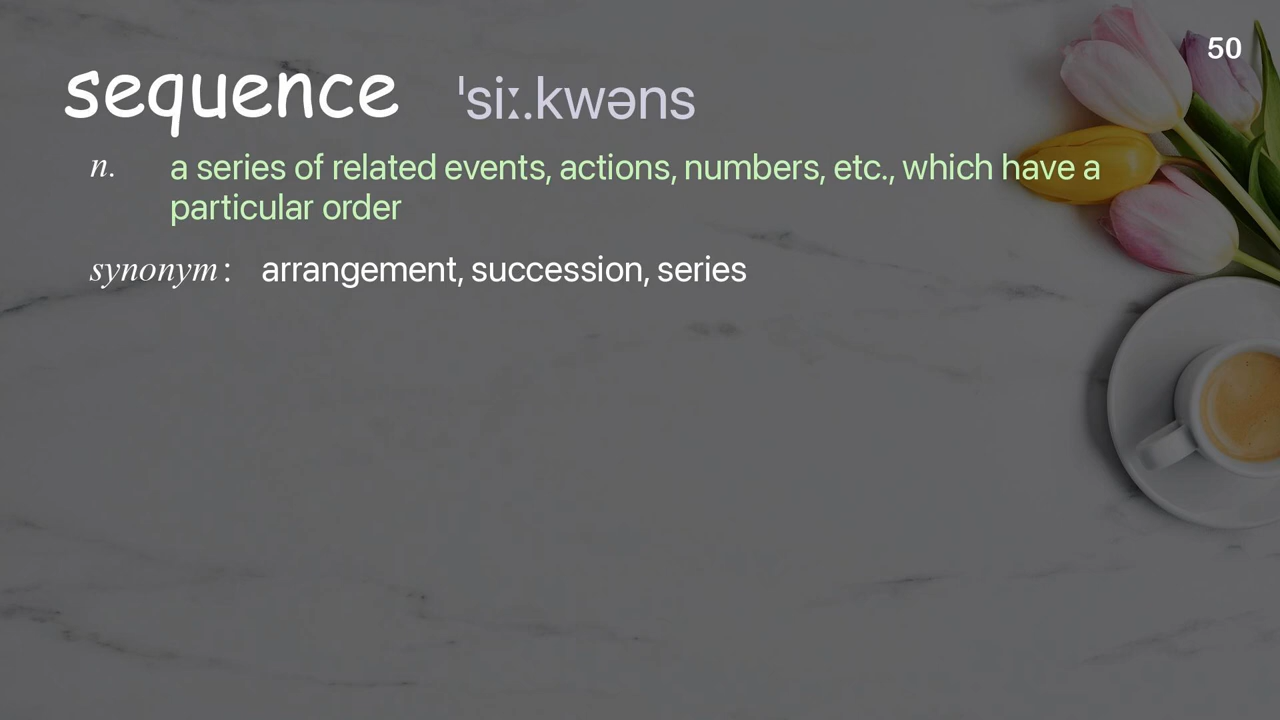 50
sequence ˈsiː.kwəns
n. a series of related events, actions, numbers, etc., which have a
particular order
synonym : arrangement, succession, series